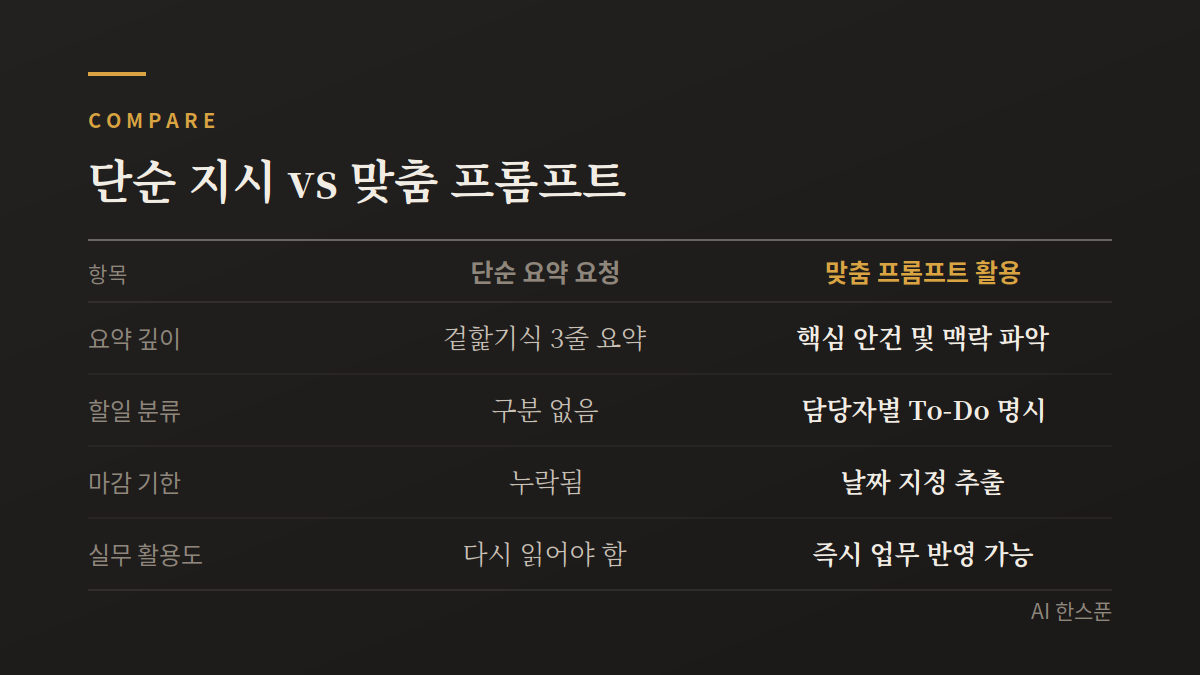 COMPARE
단순 지시 vs 맞춤 프롬프트
항목 단순 요약 요청 맞춤 프롬프트 활용
요약 깊이 겉핥기식 3줄 요약 핵심 안건 및 맥락 파악
할일 분류 구분 없음 담당자별 To-Do 명시
마감 기한 누락됨 날짜 지정 추출
실무 활용도 다시 읽어야 함 즉시 업무 반영 가능
AI 한스푼